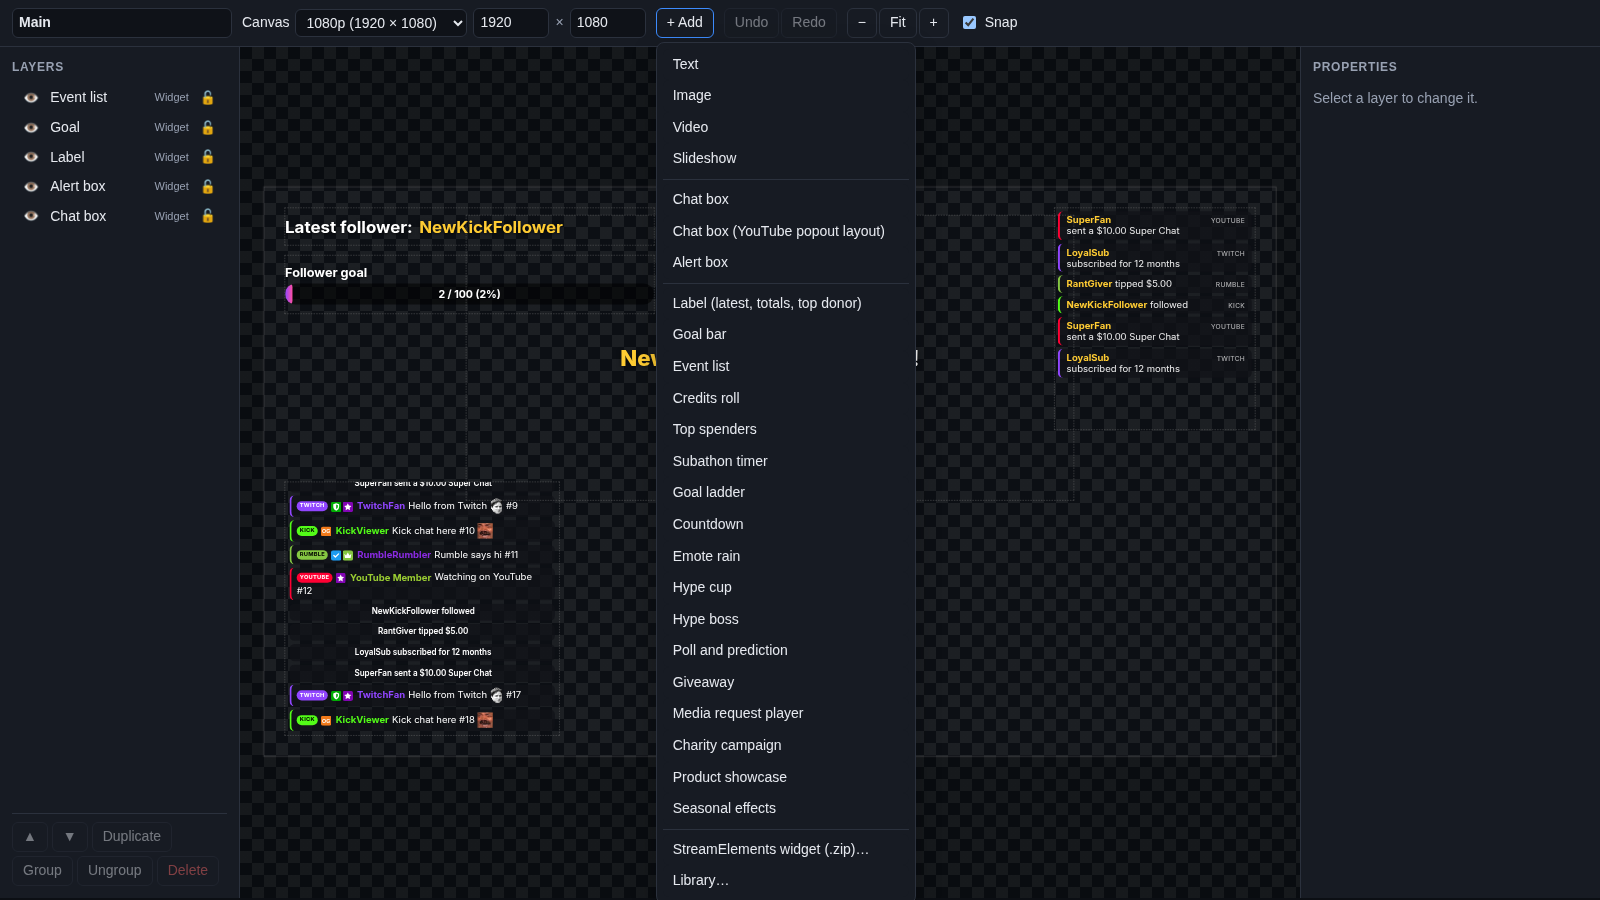 Main
Canvas
1080p (1920 × 1080)
1920
×
1080
+ Add
Undo
Redo
−
Fit
+
Snap
LAYERS
Event list Widget
Goal Widget
Label Widget
Alert box Widget
Chat box Widget
▲
▼
Duplicate
Group
Ungroup
Delete
Latest follower: NewKickFollower
Follower goal
2 / 100 (2%)
New
!
SuperFan sent a $10.00 Super Chat
TWITCH TwitchFan Hello from Twitch #9
KICK OG KickViewer Kick chat here #10
RUMBLE RumbleRumbler Rumble says hi #11
YOUTUBE YouTube Member Watching on YouTube
#12
NewKickFollower followed
RantGiver tipped $5.00
LoyalSub subscribed for 12 months
SuperFan sent a $10.00 Super Chat
TWITCH TwitchFan Hello from Twitch #17
KICK OG KickViewer Kick chat here #18
Text
Image
Video
Slideshow
Chat box
Chat box (YouTube popout layout)
Alert box
Label (latest, totals, top donor)
Goal bar
Event list
Credits roll
Top spenders
Subathon timer
Goal ladder
Countdown
Emote rain
Hype cup
Hype boss
Poll and prediction
Giveaway
Media request player
Charity campaign
Product showcase
Seasonal effects
StreamElements widget (.zip)…
Library…
SuperFan YOUTUBE
sent a $10.00 Super Chat
LoyalSub TWITCH
subscribed for 12 months
RantGiver tipped $5.00 RUMBLE
NewKickFollower followed KICK
SuperFan YOUTUBE
sent a $10.00 Super Chat
LoyalSub TWITCH
subscribed for 12 months
PROPERTIES
Select a layer to change it.